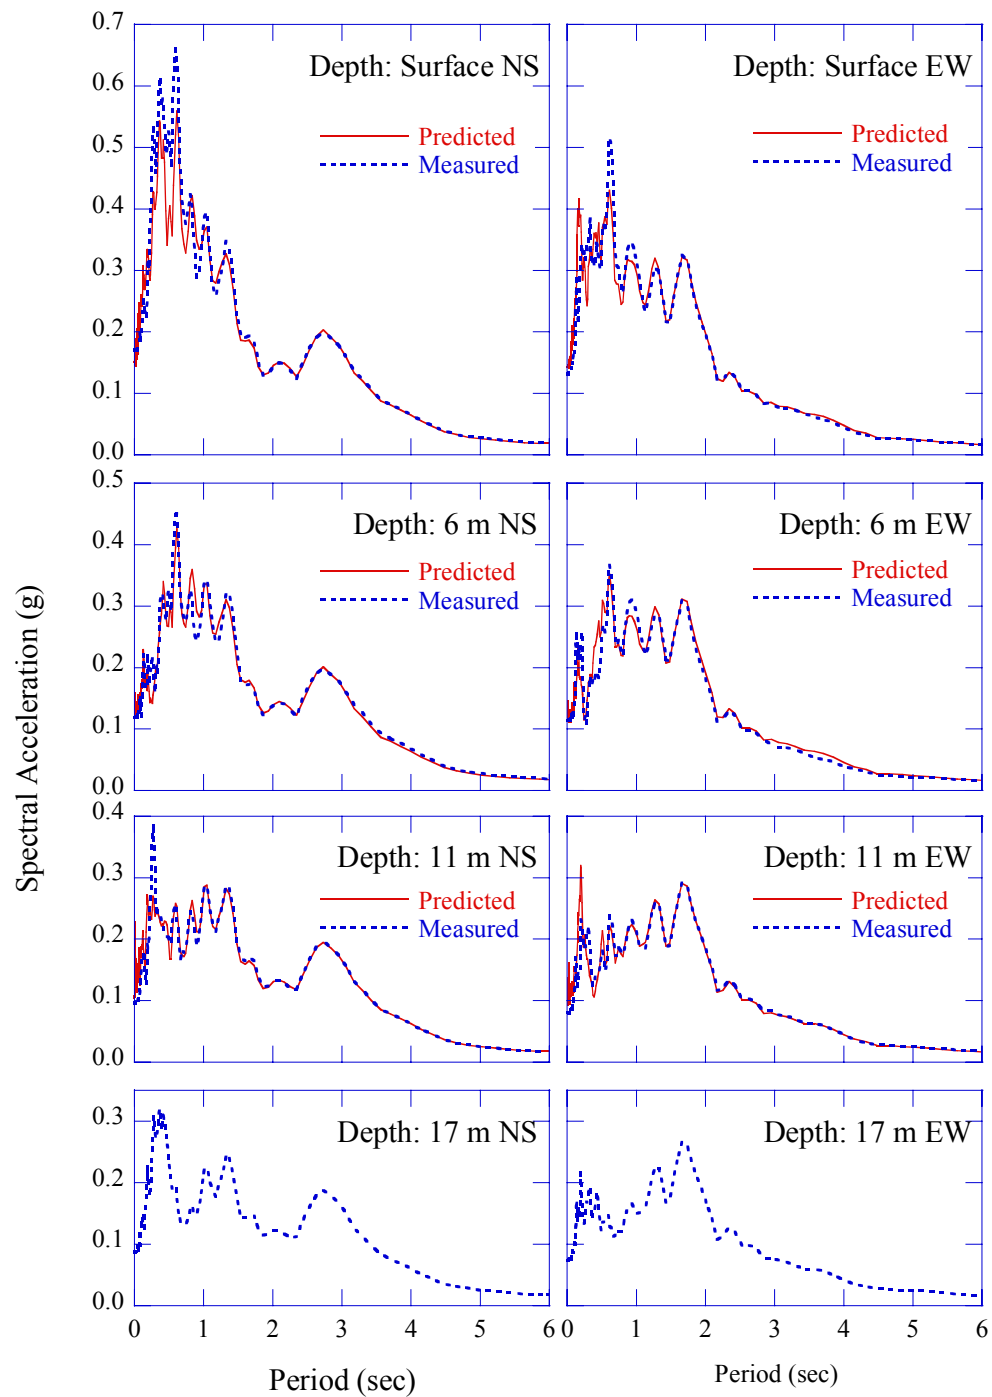 0.7
0.6
0.5
0.4
0.3
0.2
0.1
0.0
Depth: Surface NS
Predicted
Measured
Depth: Surface EW
Predicted
Measured
0.5
0.4
0.3
0.2
0.1
0.0
Depth: 6 m NS
Predicted
Measured
Depth: 6 m EW
Predicted
Measured
Spectral Acceleration (g)
0.4
0.3
0.2
0.1
0.0
Depth: 11 m NS
Predicted
Measured
Depth: 11 m EW
Predicted
Measured
0.3
0.2
0.1
0.0
Depth: 17 m NS
Depth: 17 m EW
0 1 2 3 4 5 6
0 1 2 3 4 5 6
Period (sec)
Period (sec)